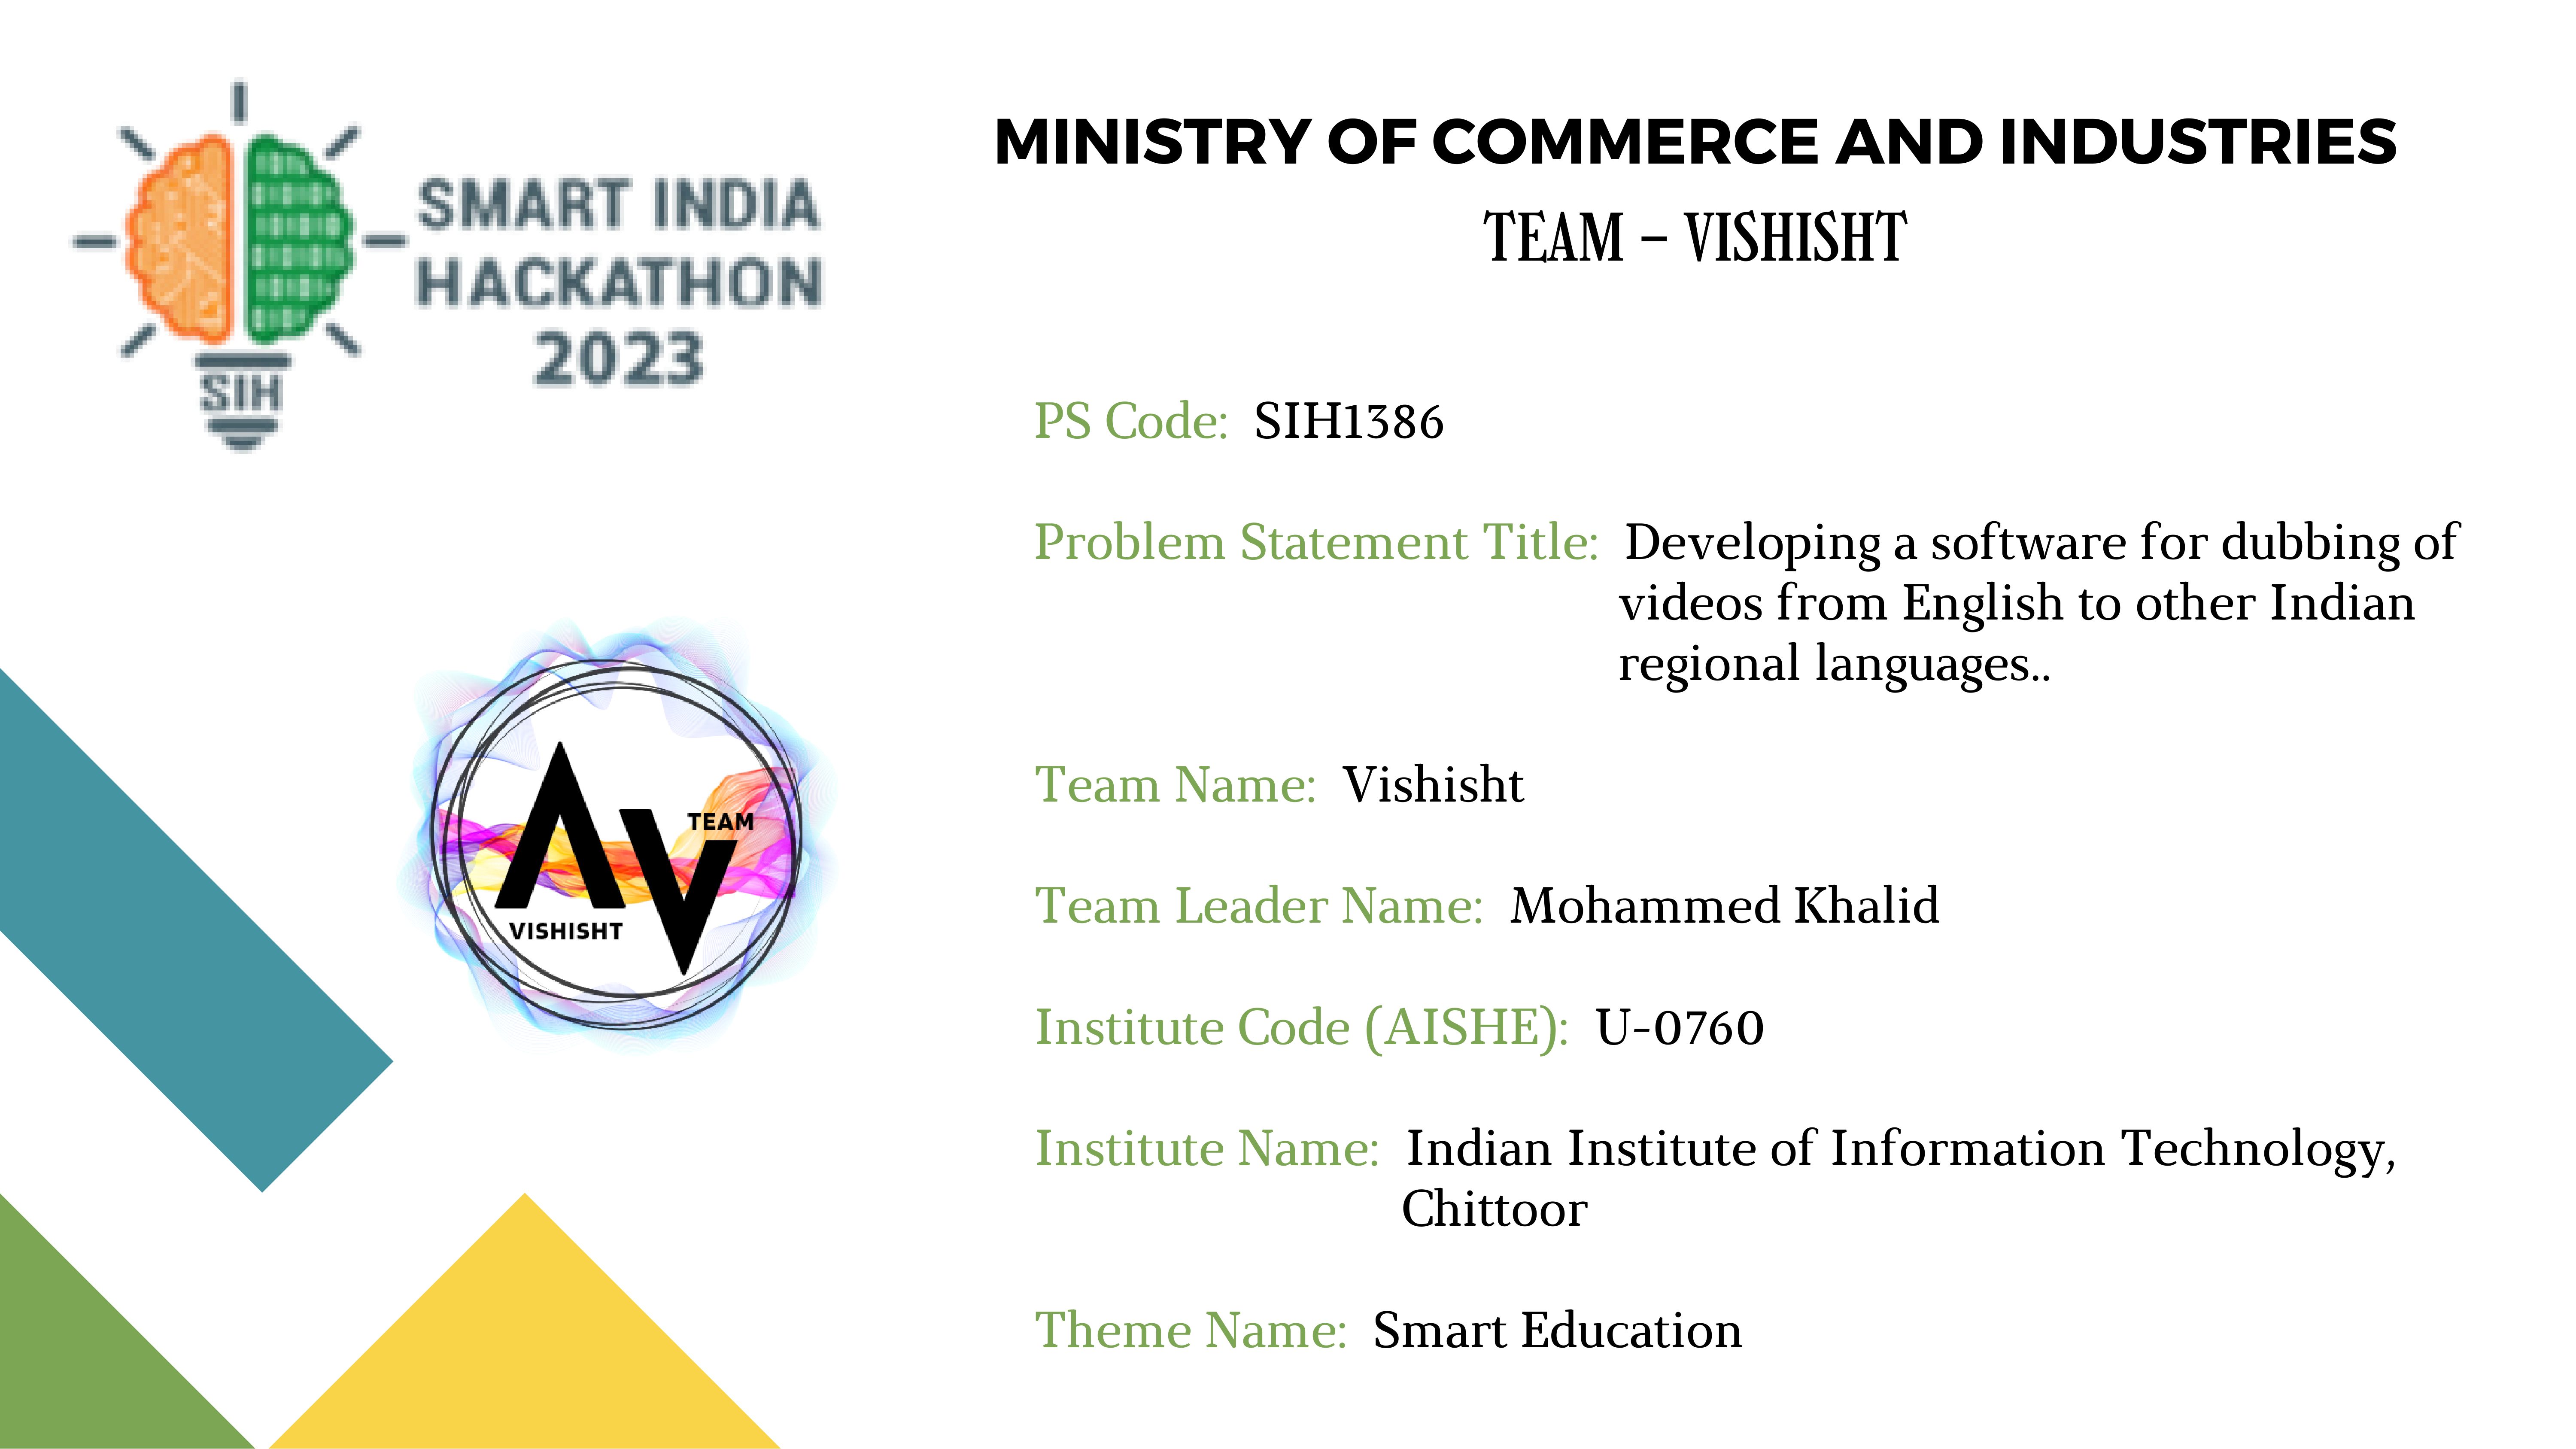 SMART INDIA
HACKATHON
2023
SIH
MINISTRY OF COMMERCE AND INDUSTRIES
TEAM – VISHISHT
PS Code: SIH1386
Problem Statement Title: Developing a software for dubbing of
videos from English to other Indian
regional languages..
Team Name: Vishisht
Team Leader Name: Mohammed Khalid
Institute Code (AISHE): U-0760
Institute Name: Indian Institute of Information Technology,
Chittoor
Theme Name: Smart Education
TEAM
VISHISHT